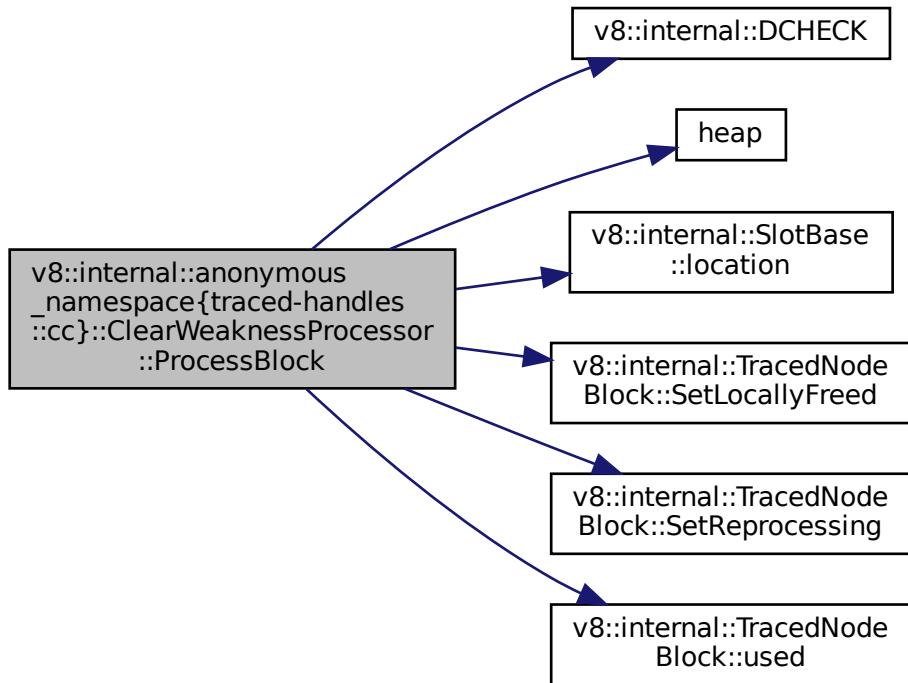 v8::internal::DCHECK
heap
v8::internal::SlotBase
::location
v8::internal::anonymous
_namespace{traced-handles
::cc}::ClearWeaknessProcessor
::ProcessBlock
v8::internal::TracedNode
Block::SetLocallyFreed
v8::internal::TracedNode
Block::SetReprocessing
v8::internal::TracedNode
Block::used